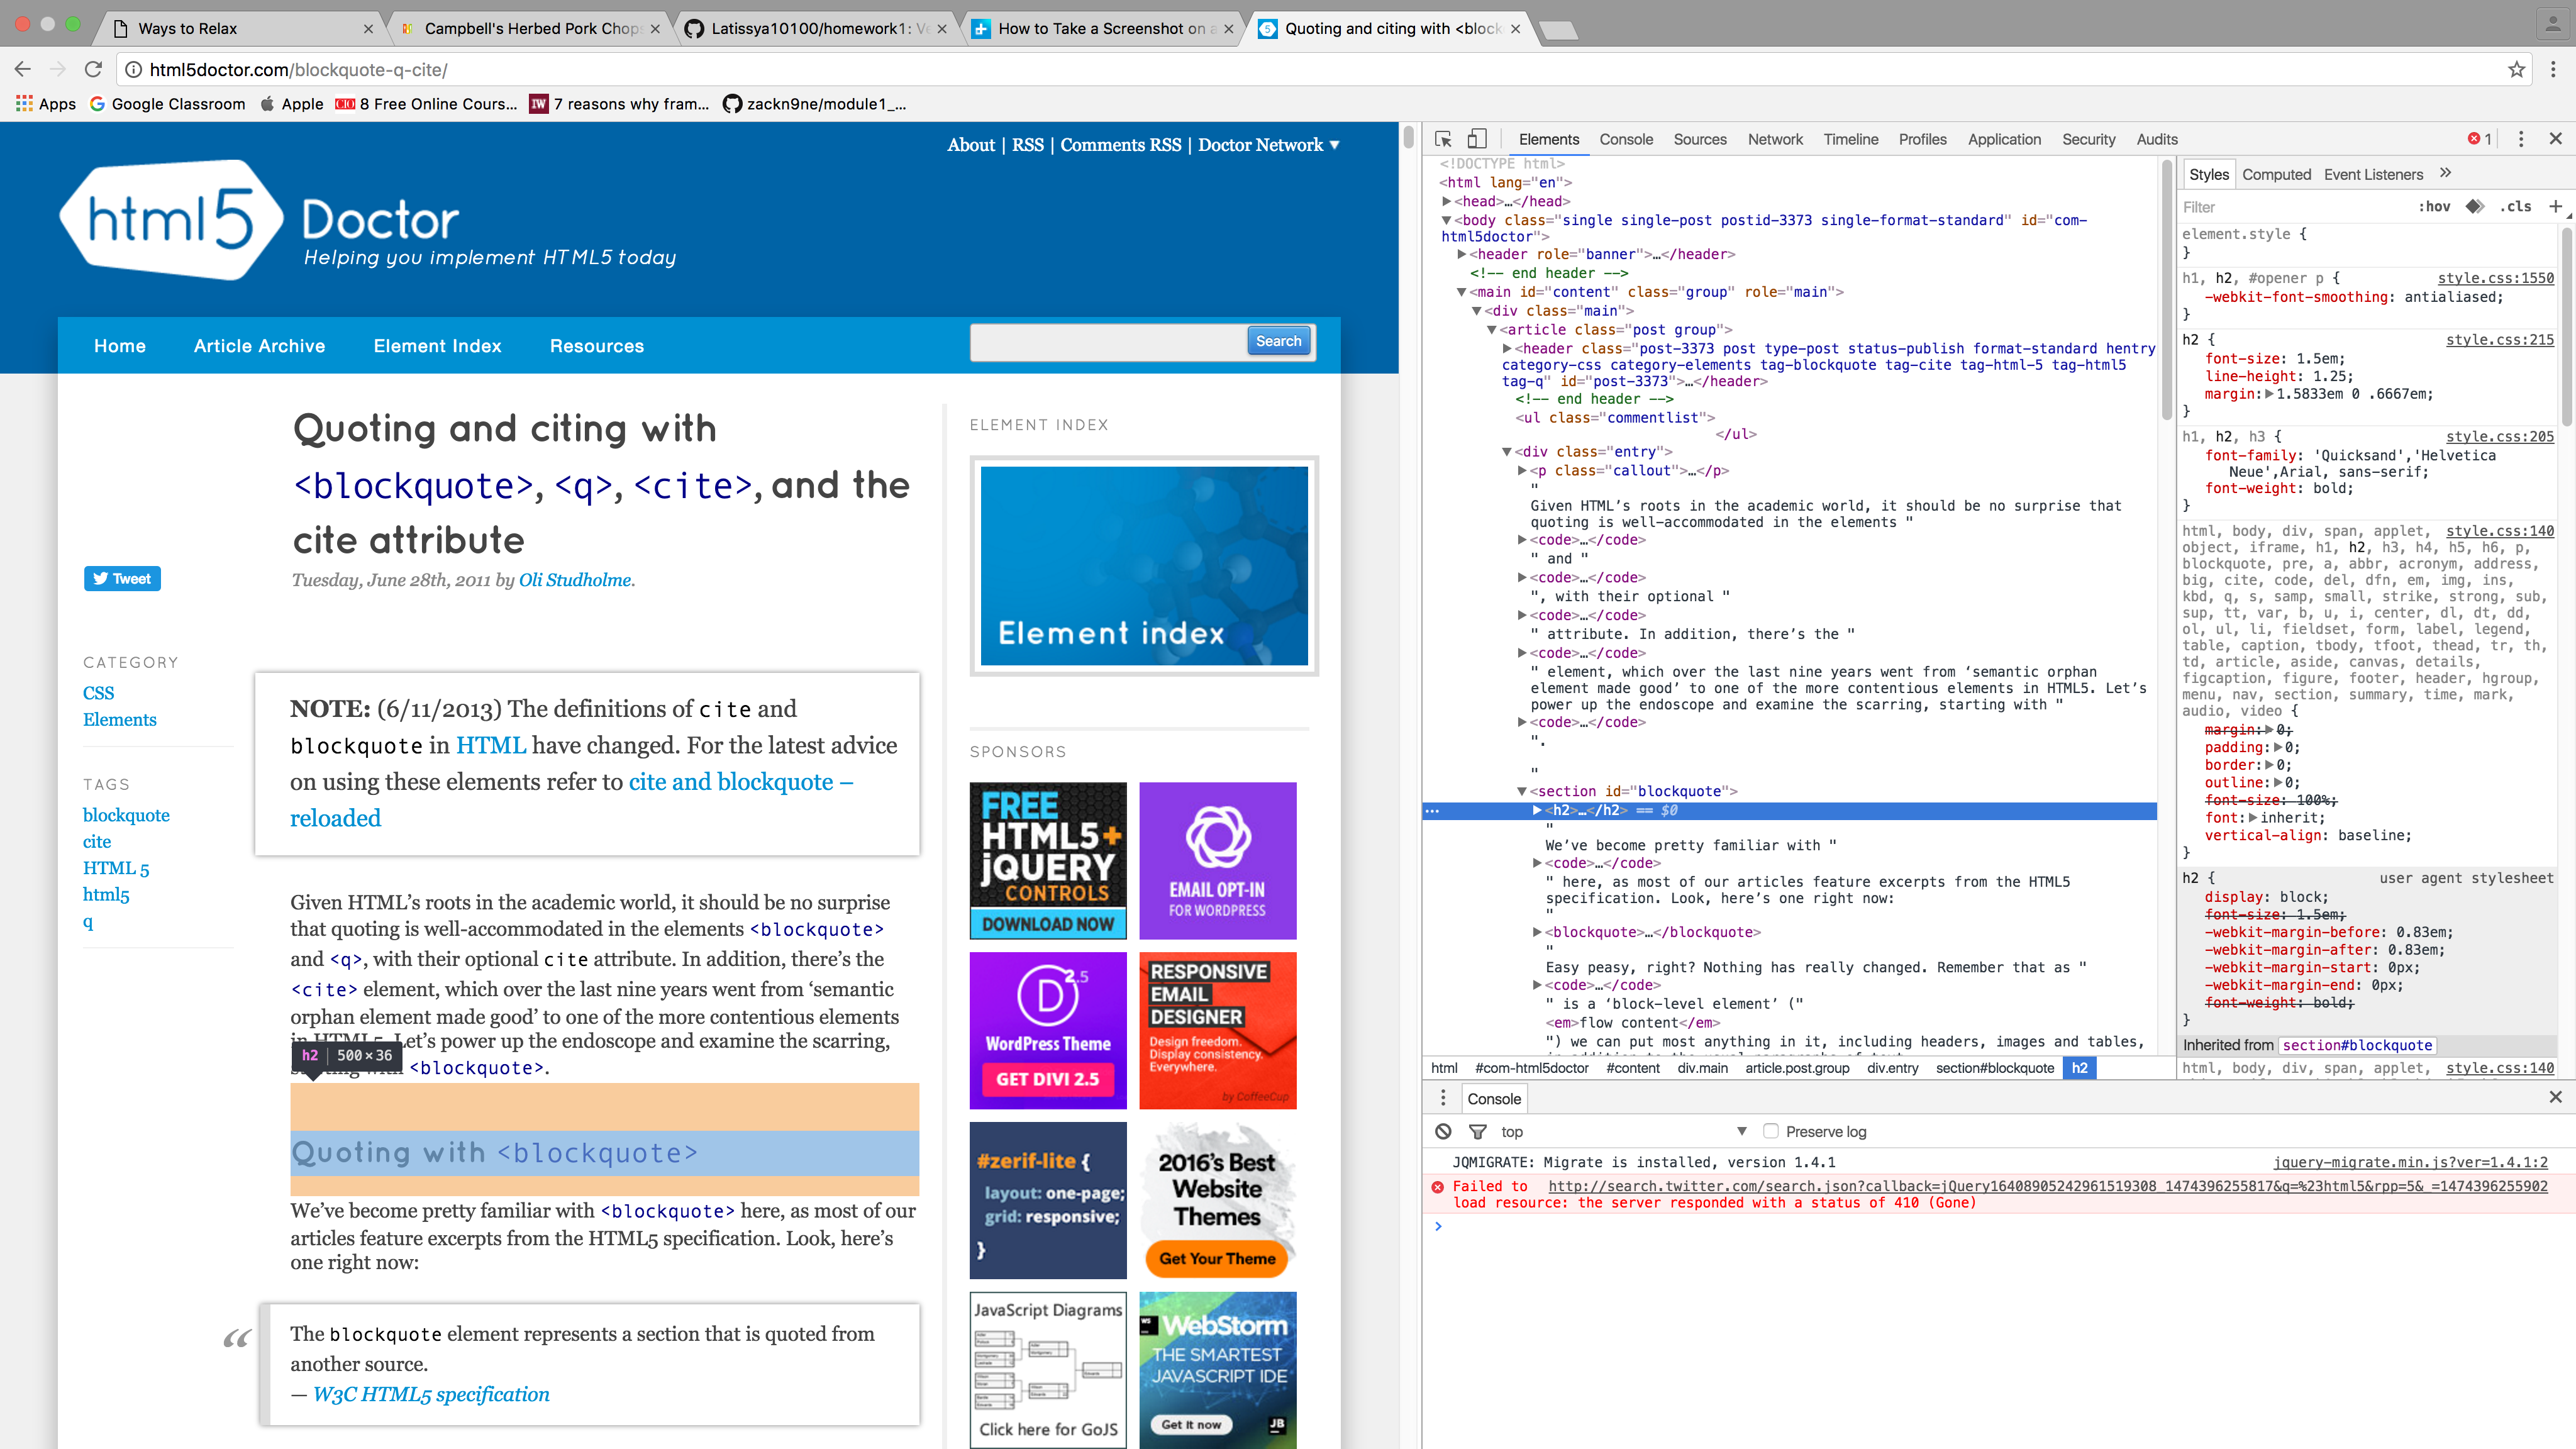 Ways to Relax
Campbell's Herbed Pork Chop
Latissya10100/homework1: Ve
How to Take a Screenshot on a
Quoting and citing with <block
html5doctor.com/blockquote-q-cite/
Apps
Google Classroom
Apple
8 Free Online Cours...
7 reasons why fram...
zackn9ne/module1_...
About | RSS | Comments RSS | Doctor Network ▼
html5 Doctor
Helping you implement HTML5 today
Home
Article Archive
Element Index
Resources
Search
Quoting and citing with
<blockquote>, <q>, <cite>, and the
cite attribute
Tweet
Tuesday, June 28th, 2011 by Oli Studholme.
CATEGORY
CSS
Elements
TAGS
blockquote
cite
HTML 5
html5
q
NOTE: (6/11/2013) The definitions of cite and
blockquote in HTML have changed. For the latest advice
on using these elements refer to cite and blockquote –
reloaded
Given HTML’s roots in the academic world, it should be no surprise
that quoting is well-accommodated in the elements <blockquote>
and <q>, with their optional cite attribute. In addition, there’s the
<cite> element, which over the last nine years went from ‘semantic
orphan element made good’ to one of the more contentious elements
in HTML5. Let’s power up the endoscope and examine the scarring,
starting with <blockquote>.
h2 | 500 × 36
Quoting with <blockquote>
We’ve become pretty familiar with <blockquote> here, as most of our
articles feature excerpts from the HTML5 specification. Look, here’s
one right now:
“
The blockquote element represents a section that is quoted from
another source.
— W3C HTML5 specification
ELEMENT INDEX
Element index
SPONSORS
FREE
HTML5+
jQUERY
CONTROLS
DOWNLOAD NOW
EMAIL OPT-IN
FOR WORDPRESS
D 2.5
WordPress Theme
GET DIVI 2.5
RESPONSIVE
EMAIL
DESIGNER
Design freedom.
Display consistency.
Everywhere.
by CoffeeCup
#zerif-lite {
layout: one-page;
grid: responsive;
}
2016's Best
Website
Themes
Get Your Theme
JavaScript Diagrams
Click here for GoJS
WS
WebStorm
THE SMARTEST
JAVASCRIPT IDE
Get it now
JB
Elements
Console
Sources
Network
Timeline
Profiles
Application
Security
Audits
1
<!DOCTYPE html>
<html lang="en">
▶<head>…</head>
▼<body class="single single-post postid-3373 single-format-standard" id="com-
html5doctor">
▶<header role="banner">…</header>
<!-- end header -->
▼<main id="content" class="group" role="main">
▼<div class="main">
▼<article class="post group">
▶<header class="post-3373 post type-post status-publish format-standard hentry
category-css category-elements tag-blockquote tag-cite tag-html-5 tag-html5
tag-q" id="post-3373">…</header>
<!-- end header -->
<ul class="commentlist">
</ul>
▼<div class="entry">
▶<p class="callout">…</p>
"
Given HTML’s roots in the academic world, it should be no surprise that
quoting is well-accommodated in the elements "
▶<code>…</code>
" and "
▶<code>…</code>
", with their optional "
▶<code>…</code>
" attribute. In addition, there’s the "
▶<code>…</code>
" element, which over the last nine years went from ‘semantic orphan
element made good’ to one of the more contentious elements in HTML5. Let’s
power up the endoscope and examine the scarring, starting with "
▶<code>…</code>
".
"
▼<section id="blockquote">
… ▶<h2>…</h2> == $0
"
We’ve become pretty familiar with "
▶<code>…</code>
" here, as most of our articles feature excerpts from the HTML5
specification. Look, here’s one right now:
"
▶<blockquote>…</blockquote>
"
Easy peasy, right? Nothing has really changed. Remember that as "
▶<code>…</code>
" is a ‘block-level element’ ("
<em>flow content</em>
") we can put most anything in it, including headers, images and tables,
html #com-html5doctor #content div.main article.post.group div.entry section#blockquote h2
Styles
Computed
Event Listeners
»
Filter
:hov
.cls
+
element.style {
}
h1, h2, #opener p { style.css:1550
-webkit-font-smoothing: antialiased;
}
h2 { style.css:215
font-size: 1.5em;
line-height: 1.25;
margin:▶1.5833em 0 .6667em;
}
h1, h2, h3 { style.css:205
font-family: 'Quicksand','Helvetica
Neue',Arial, sans-serif;
font-weight: bold;
}
html, body, div, span, applet, style.css:140
object, iframe, h1, h2, h3, h4, h5, h6, p,
blockquote, pre, a, abbr, acronym, address,
big, cite, code, del, dfn, em, img, ins,
kbd, q, s, samp, small, strike, strong, sub,
sup, tt, var, b, u, i, center, dl, dt, dd,
ol, ul, li, fieldset, form, label, legend,
table, caption, tbody, tfoot, thead, tr, th,
td, article, aside, canvas, details,
figcaption, figure, footer, header, hgroup,
menu, nav, section, summary, time, mark,
audio, video {
margin:▶0;
padding:▶0;
border:▶0;
outline:▶0;
font-size: 100%;
font:▶inherit;
vertical-align: baseline;
}
h2 { user agent stylesheet
display: block;
font-size: 1.5em;
-webkit-margin-before: 0.83em;
-webkit-margin-after: 0.83em;
-webkit-margin-start: 0px;
-webkit-margin-end: 0px;
font-weight: bold;
}
Inherited from section#blockquote
html, body, div, span, applet, style.css:140
Console
top
▼
Preserve log
JQMIGRATE: Migrate is installed, version 1.4.1 jquery-migrate.min.js?ver=1.4.1:2
Failed to http://search.twitter.com/search.json?callback=jQuery16408905242961519308_1474396255817&q=%23html5&rpp=5&_=1474396255902
load resource: the server responded with a status of 410 (Gone)
>